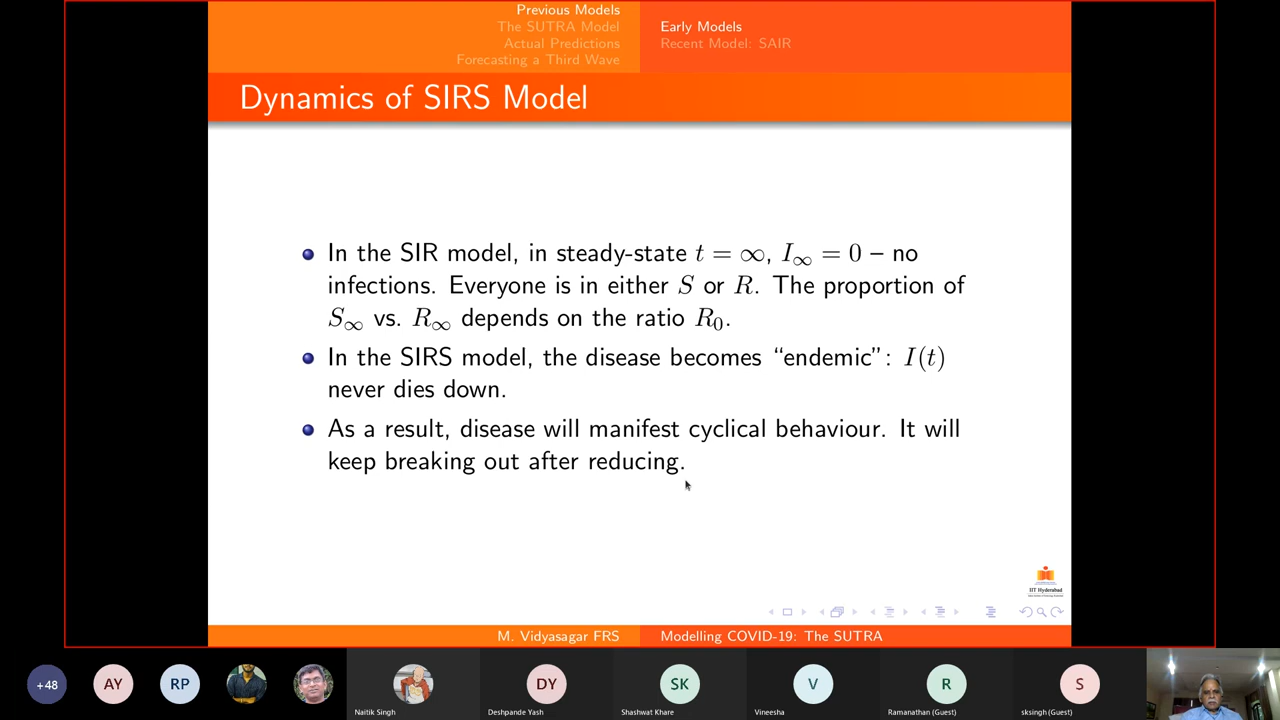 Previous Models
The SUTRA Model
Actual Predictions
Forecasting a Third Wave
Early Models
Recent Model: SAIR
Dynamics of SIRS Model
In the SIR model, in steady-state t = ∞, I∞ = 0 – no
infections. Everyone is in either S or R. The proportion of
S∞ vs. R∞ depends on the ratio R₀.
In the SIRS model, the disease becomes “endemic”: I(t)
never dies down.
As a result, disease will manifest cyclical behaviour. It will
keep breaking out after reducing.
IIT Hyderabad
M. Vidyasagar FRS
Modelling COVID-19: The SUTRA
+48
AY
RP
Naitik Singh
DY
Deshpande Yash
SK
Shashwat Khare
V
Vineesha
R
Ramanathan (Guest)
S
sksingh (Guest)